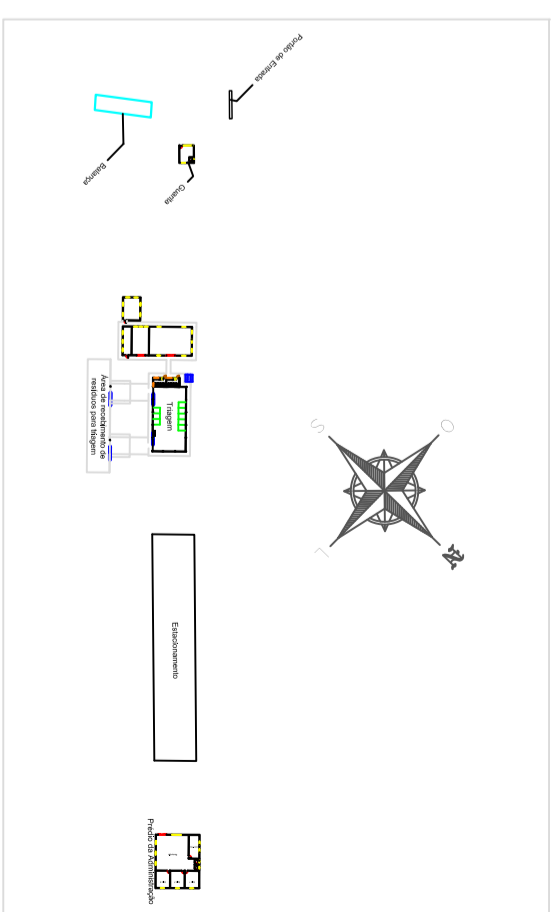 Portão de Entrada
Balança
Guarita
Triagem
Área de recebimento de
resíduos para triagem
S
O
L
N
Estacionamento
Prédio da Administração